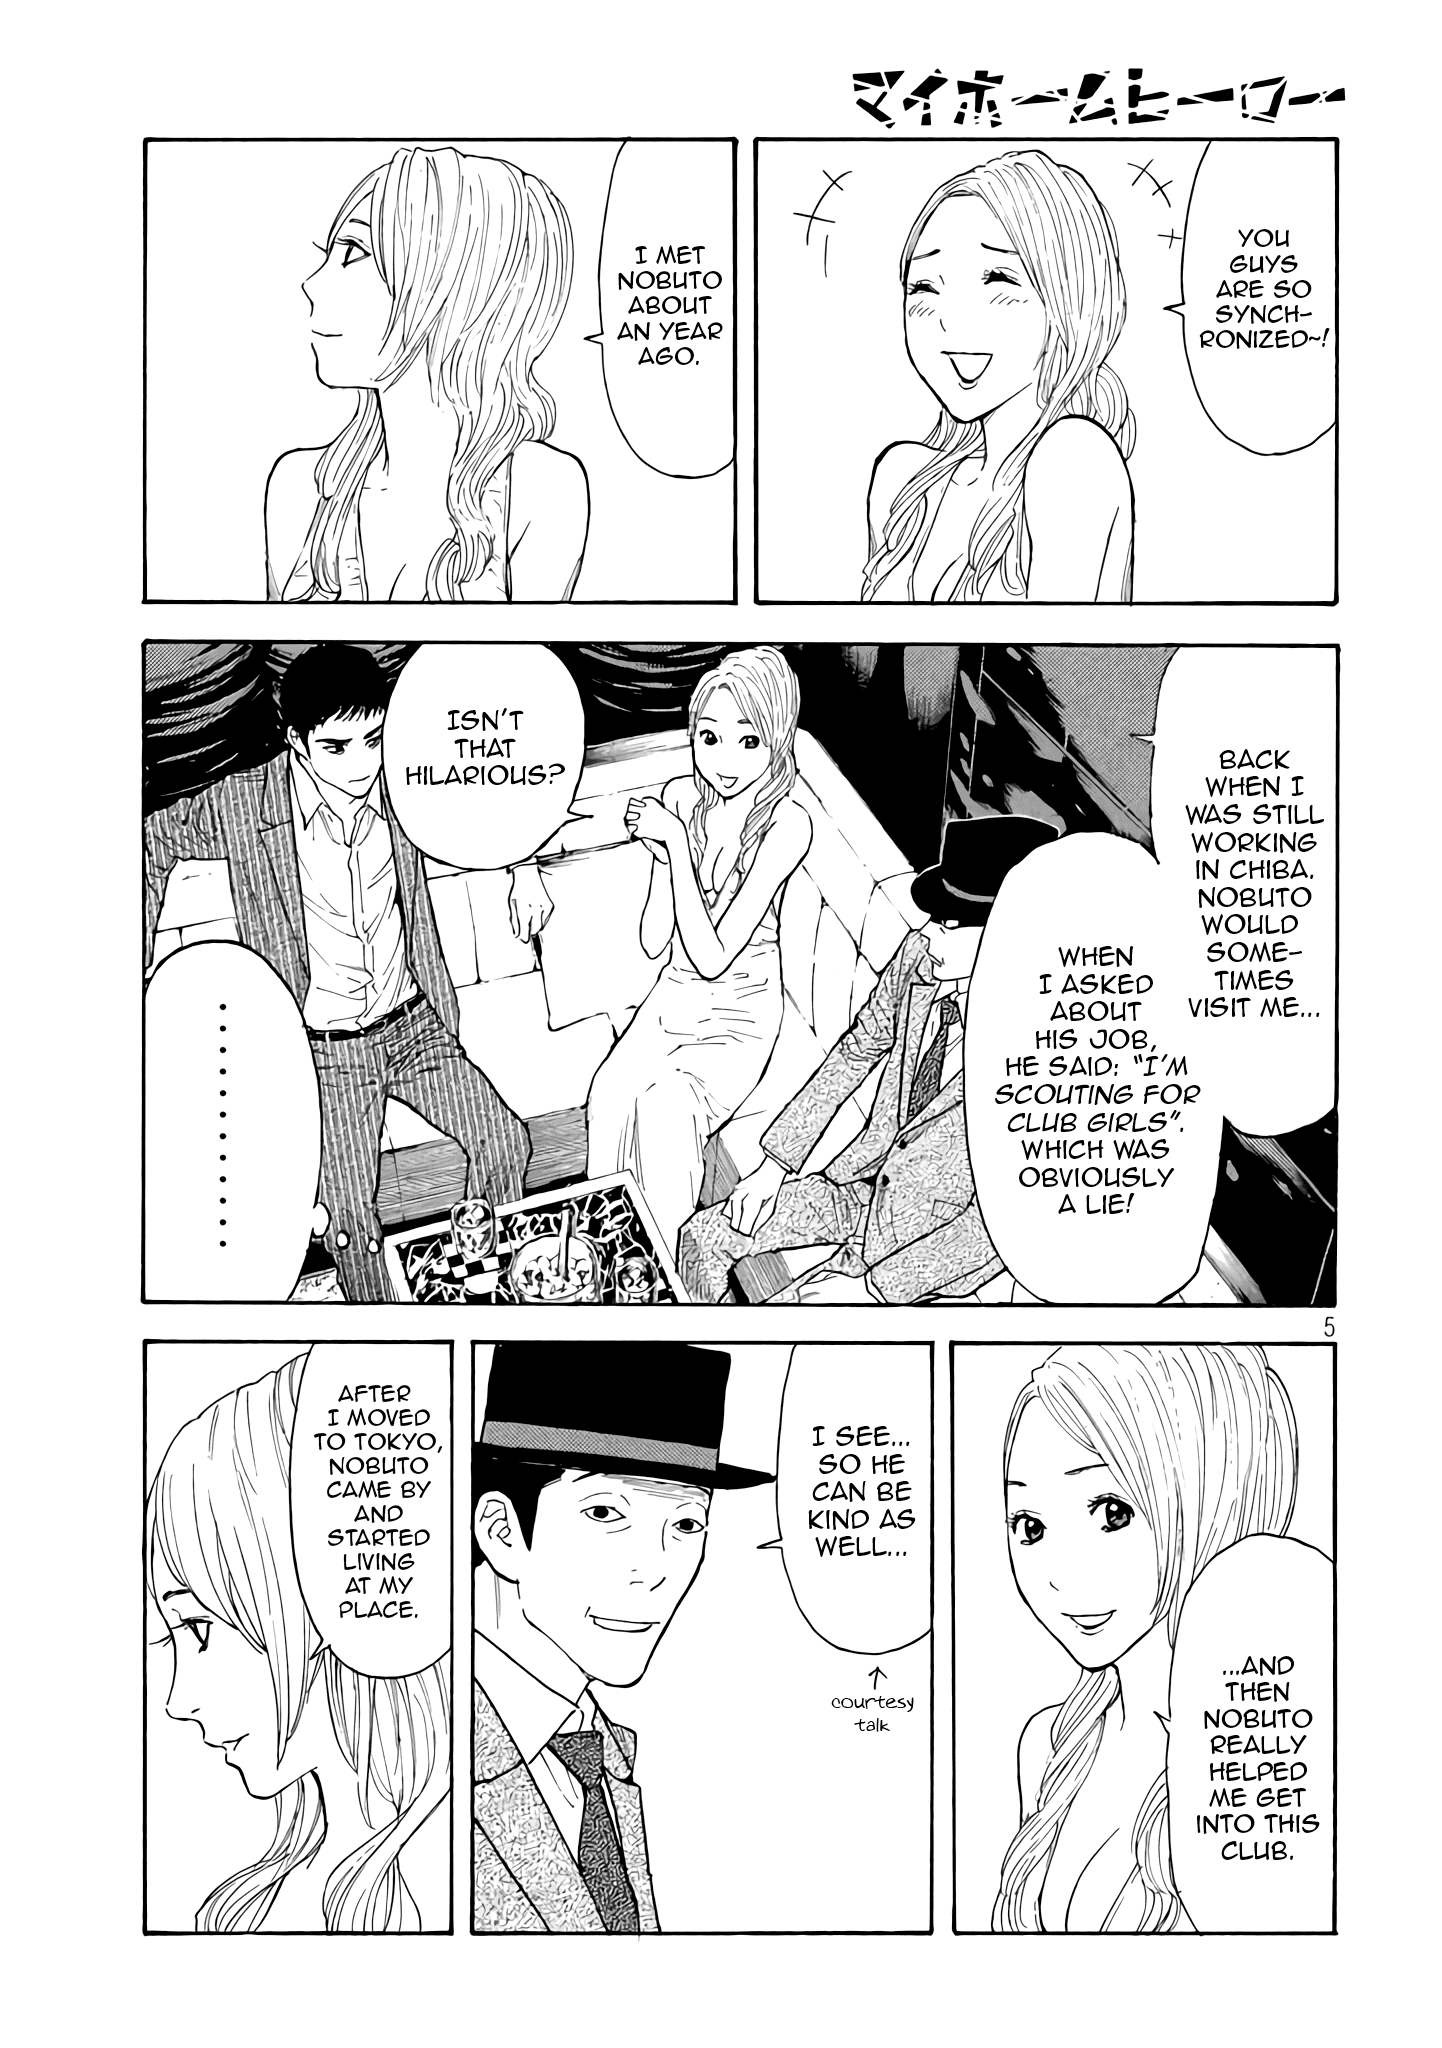 マイホームヒーロー
YOU
GUYS
ARE SO
SYNCH-
RONIZED~!
I MET
NOBUTO
ABOUT
AN YEAR
AGO.
BACK
WHEN I
WAS STILL
WORKING
IN CHIBA,
NOBUTO
WOULD
SOME-
TIMES
VISIT ME...
WHEN
I ASKED
ABOUT
HIS JOB,
HE SAID: "I'M
SCOUTING FOR
CLUB GIRLS".
WHICH WAS
OBVIOUSLY
A LIE!
ISN'T
THAT
HILARIOUS?
..........
5
...AND
THEN
NOBUTO
REALLY
HELPED
ME GET
INTO THIS
CLUB.
I SEE...
SO HE
CAN BE
KIND AS
WELL...
↑
courtesy
talk
AFTER
I MOVED
TO TOKYO,
NOBUTO
CAME BY
AND
STARTED
LIVING
AT MY
PLACE.